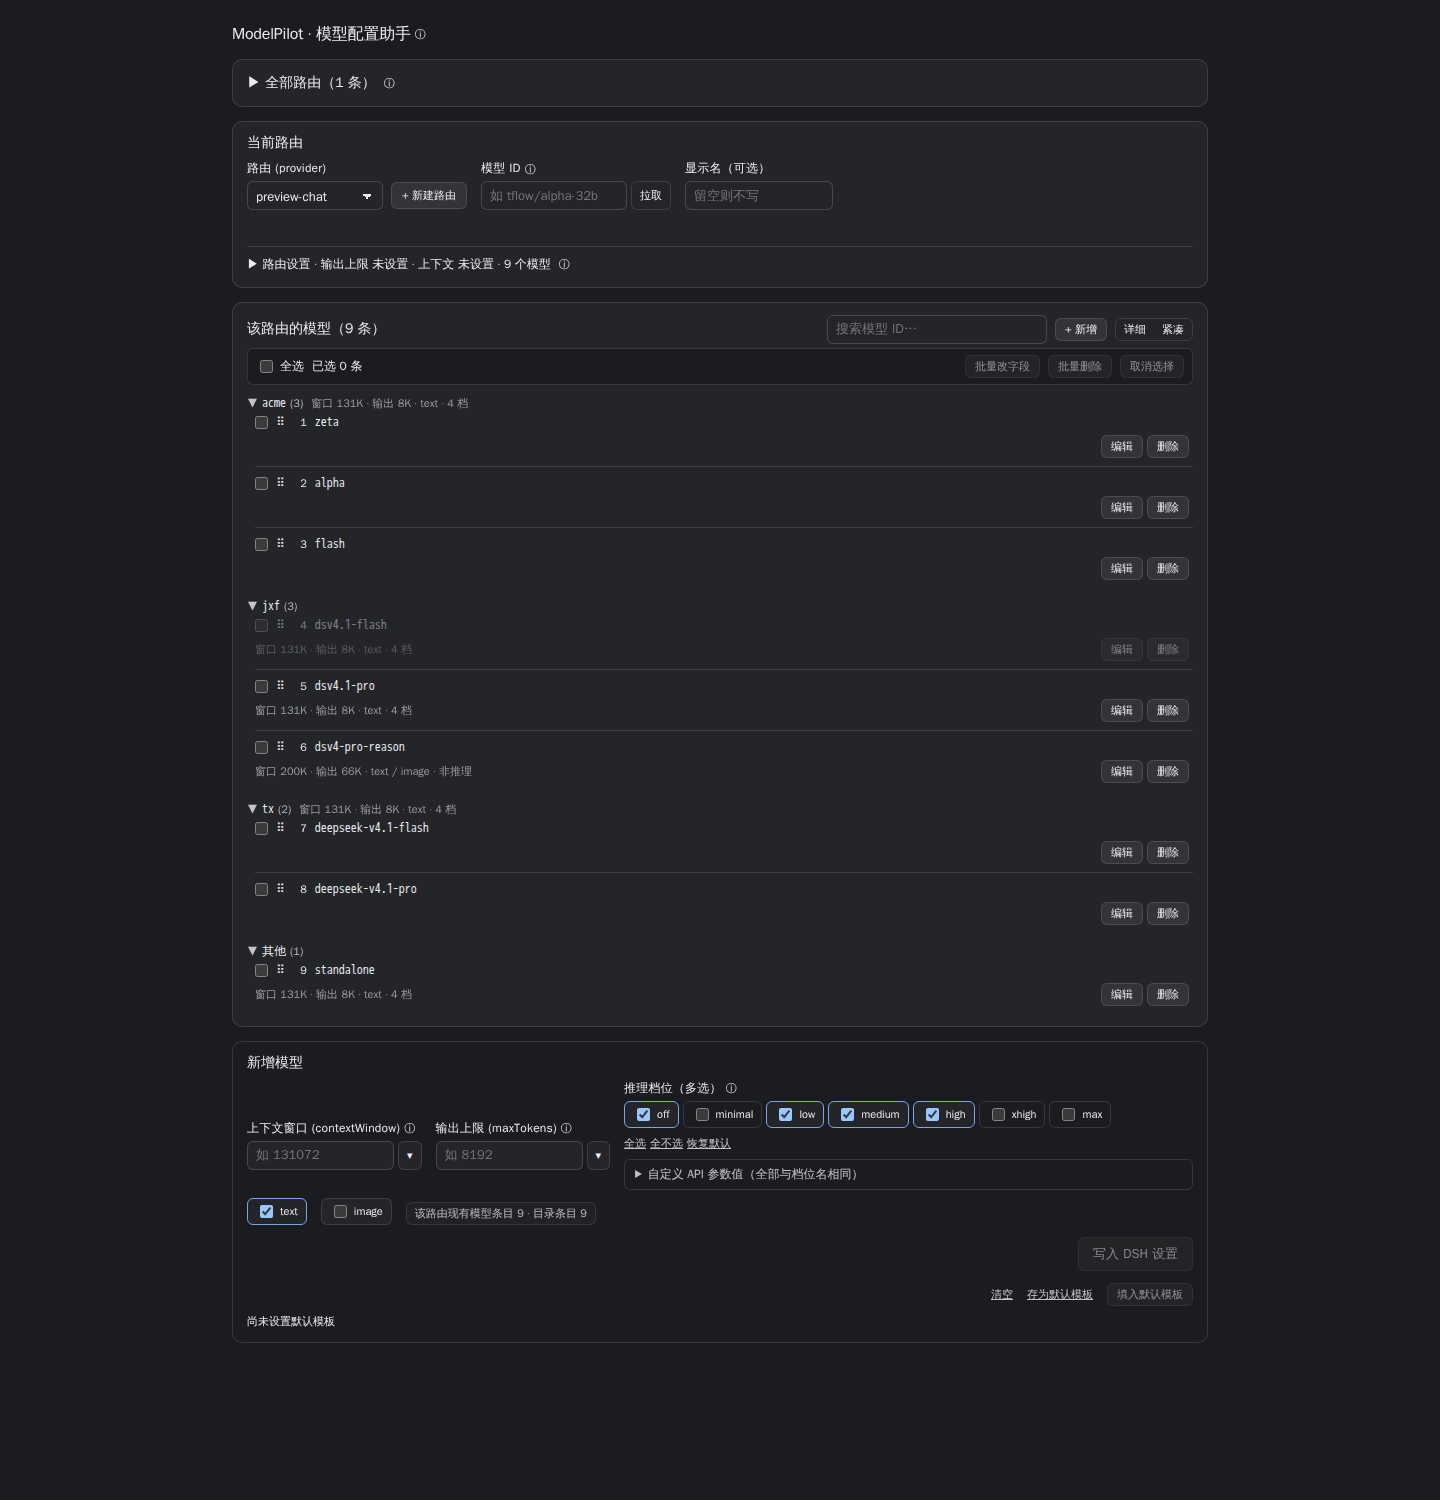 ModelPilot · 模型配置助手 ⓘ
▶ 全部路由（1 条） ⓘ
当前路由
路由 (provider) 模型 ID ⓘ 显示名（可选）
preview-chat + 新建路由 如 tflow/alpha-32b 拉取 留空则不写
▶ 路由设置 · 输出上限 未设置 · 上下文 未设置 · 9 个模型 ⓘ
该路由的模型（9 条） 搜索模型 ID… + 新增 详细 紧凑
全选 已选 0 条 批量改字段 批量删除 取消选择
▼ acme (3) 窗口 131K · 输出 8K · text · 4 档
⠿ 1 zeta
编辑 删除
⠿ 2 alpha
编辑 删除
⠿ 3 flash
编辑 删除
▼ jxf (3)
⠿ 4 dsv4.1-flash
窗口 131K · 输出 8K · text · 4 档 编辑 删除
⠿ 5 dsv4.1-pro
窗口 131K · 输出 8K · text · 4 档 编辑 删除
⠿ 6 dsv4-pro-reason
窗口 200K · 输出 66K · text / image · 非推理 编辑 删除
▼ tx (2) 窗口 131K · 输出 8K · text · 4 档
⠿ 7 deepseek-v4.1-flash
编辑 删除
⠿ 8 deepseek-v4.1-pro
编辑 删除
▼ 其他 (1)
⠿ 9 standalone
窗口 131K · 输出 8K · text · 4 档 编辑 删除
新增模型
推理档位（多选） ⓘ
off minimal low medium high xhigh max
上下文窗口 (contextWindow) ⓘ 输出上限 (maxTokens) ⓘ
全选 全不选 恢复默认
如 131072 ▾ 如 8192 ▾
▶ 自定义 API 参数值（全部与档位名相同）
text image 该路由现有模型条目 9 · 目录条目 9
写入 DSH 设置
清空 存为默认模板 填入默认模板
尚未设置默认模板